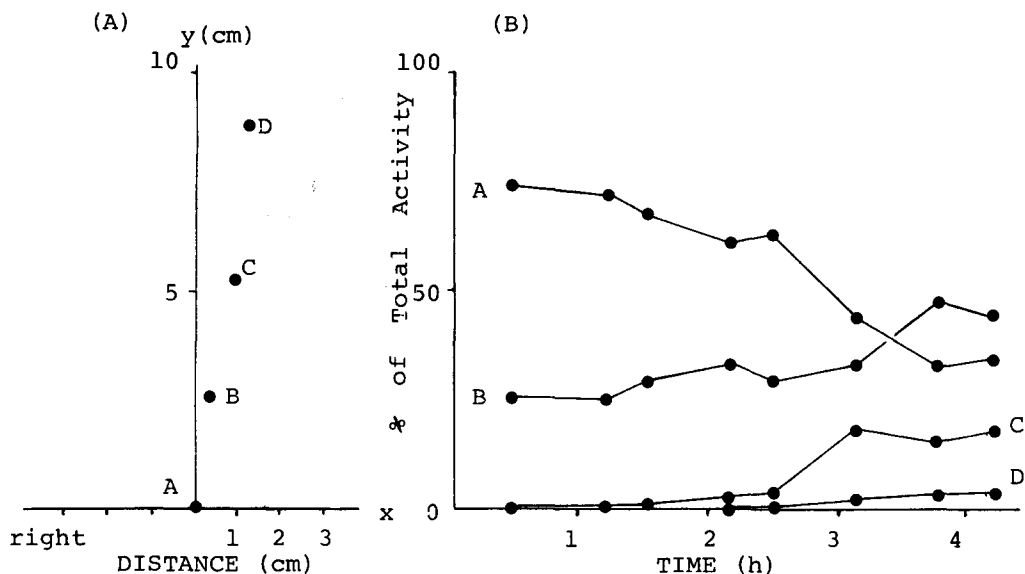 (A)
y(cm)
10
D
C
5
B
A
x
right
1 2 3
DISTANCE (cm)
(B)
100
% of Total Activity
50
0
A
B
C
D
1 2 3 4
TIME (h)